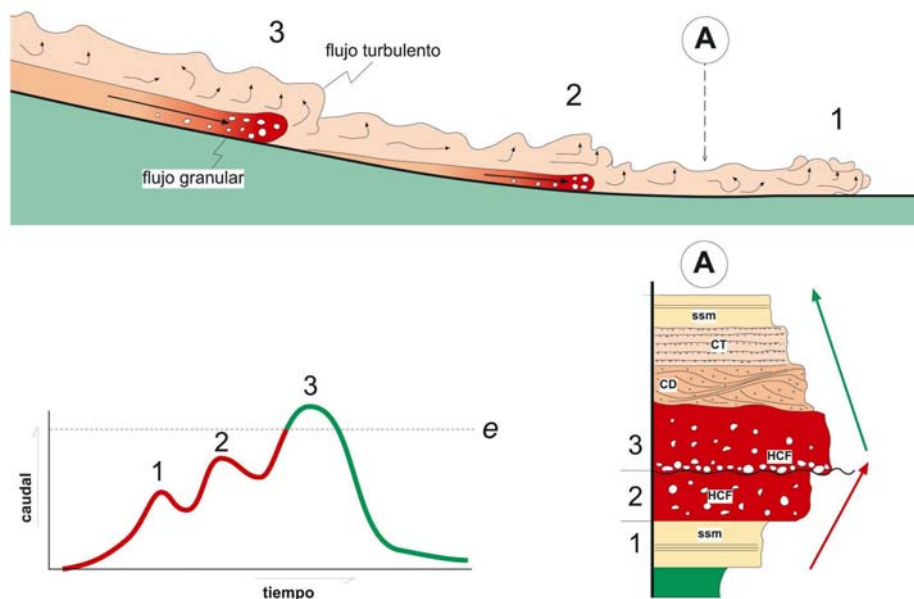 3
flujo turbulento
A
2
1
flujo granular
A
ssm
CT
CD
3
HCF
2
HCF
1
ssm
3
e
2
1
caudal
tiempo